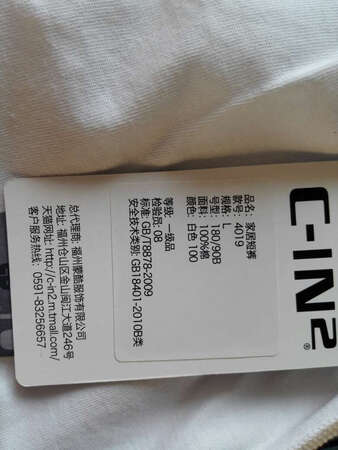 C-IN2®
品名: 家居短裤
款号: 4019
规格: L
号型: 180/90B
面料: 100%棉
颜色: 白色 100
等级: 一级品
检验员: 08
标准: GB/T8878-2009
安全技术类别: GB18401-2010B类
总代理商: 福州蒙酷服饰有限公司
地址: 福州仓山区金山闽江大道246号
天猫网址: http://c-in2.m.tmall.com/
客户服务热线: 0591-83256657